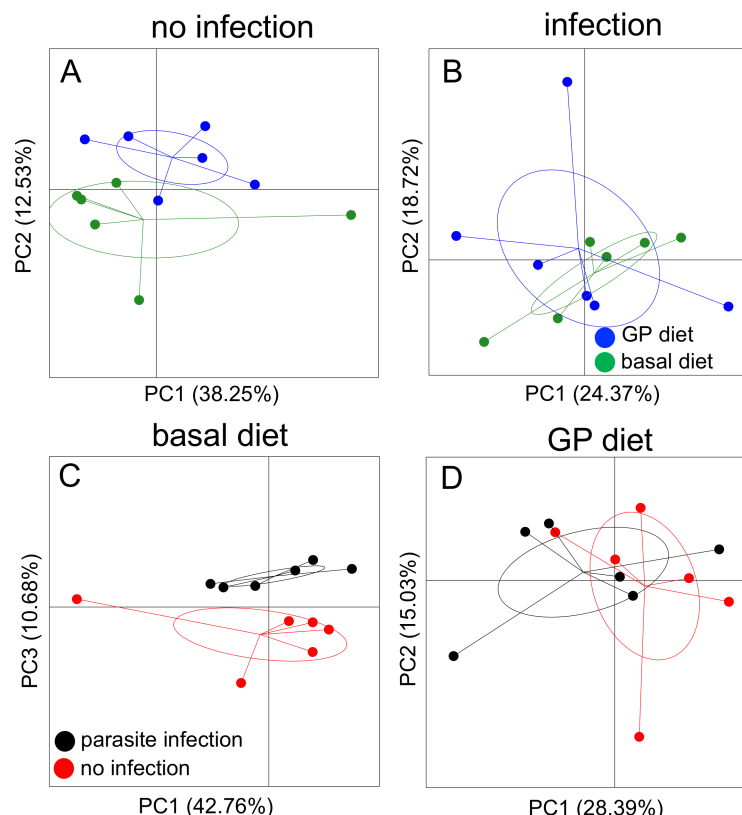 no infection
infection
A
B
PC2 (12.53%)
PC2 (18.72%)
GP diet
basal diet
PC1 (38.25%)
PC1 (24.37%)
basal diet
GP diet
C
D
PC3 (10.68%)
PC2 (15.03%)
parasite infection
no infection
PC1 (42.76%)
PC1 (28.39%)